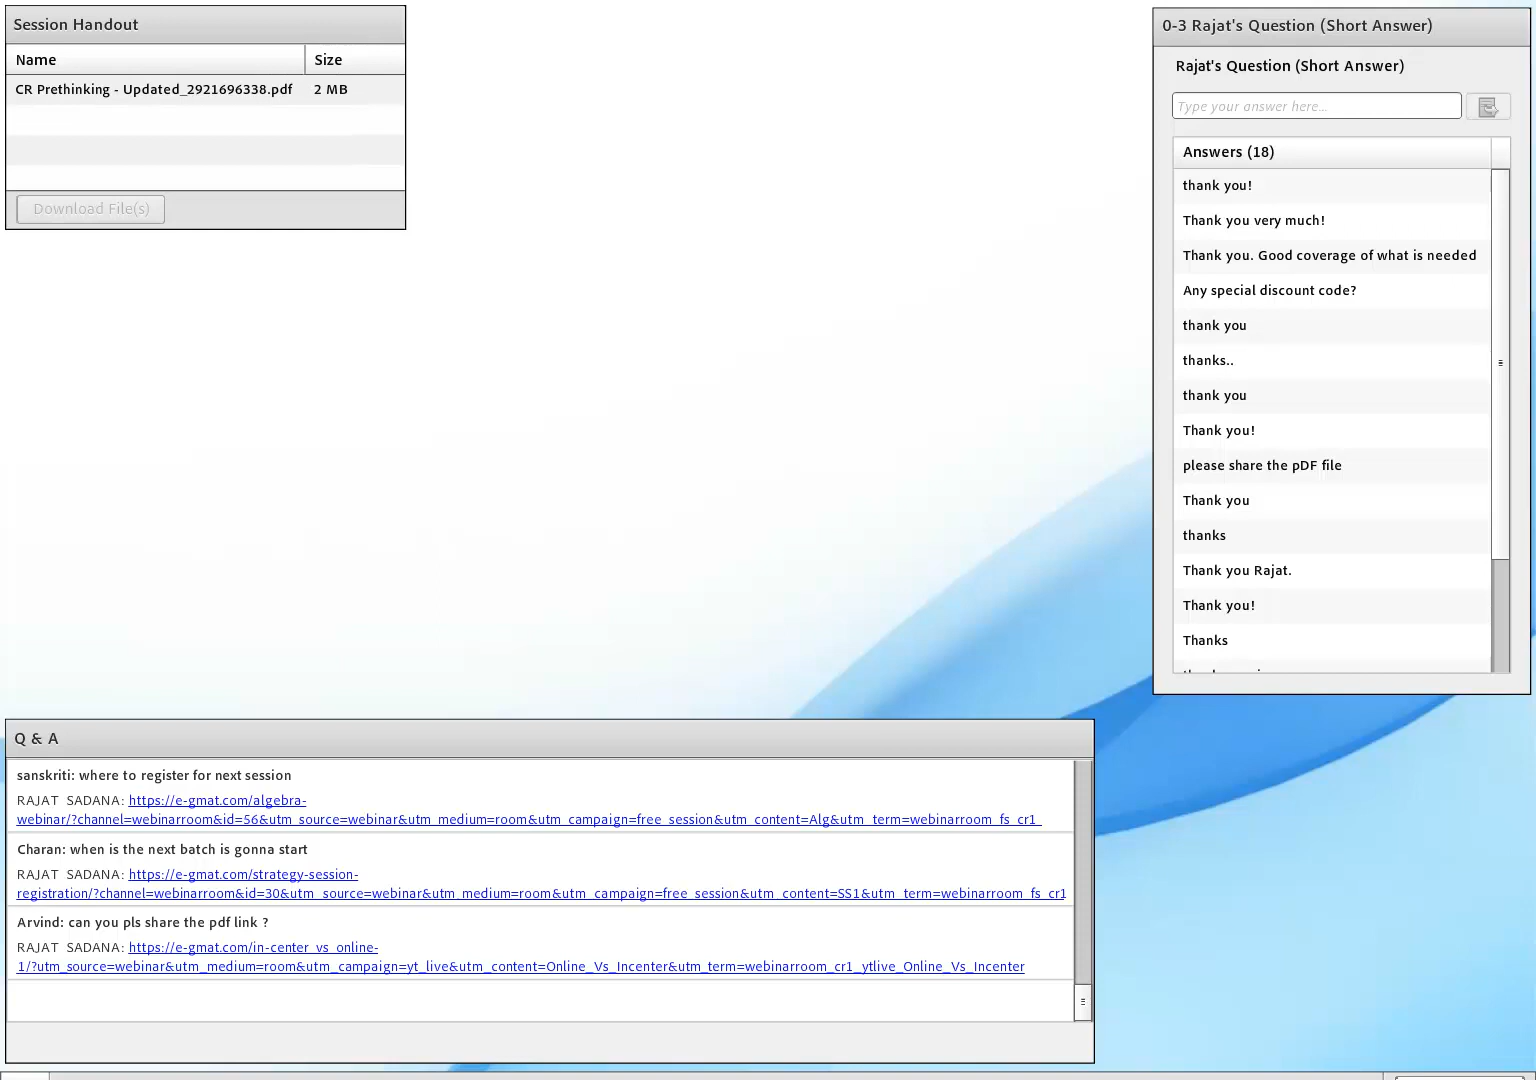 Session Handout
Name Size
CR Prethinking - Updated_2921696338.pdf 2 MB
Download File(s)
0-3 Rajat's Question (Short Answer)
Rajat's Question (Short Answer)
Type your answer here...
Answers (18)
thank you!
Thank you very much!
Thank you. Good coverage of what is needed
Any special discount code?
thank you
thanks..
thank you
Thank you!
please share the pDF file
Thank you
thanks
Thank you Rajat.
Thank you!
Thanks
Q & A
sanskriti: where to register for next session
RAJAT SADANA: https://e-gmat.com/algebra-
webinar/?channel=webinarroom&id=56&utm_source=webinar&utm_medium=room&utm_campaign=free_session&utm_content=Alg&utm_term=webinarroom_fs_cr1_
Charan: when is the next batch is gonna start
RAJAT SADANA: https://e-gmat.com/strategy-session-
registration/?channel=webinarroom&id=30&utm_source=webinar&utm_medium=room&utm_campaign=free_session&utm_content=SS1&utm_term=webinarroom_fs_cr1
Arvind: can you pls share the pdf link ?
RAJAT SADANA: https://e-gmat.com/in-center_vs_online-
1/?utm_source=webinar&utm_medium=room&utm_campaign=yt_live&utm_content=Online_Vs_Incenter&utm_term=webinarroom_cr1_ytlive_Online_Vs_Incenter